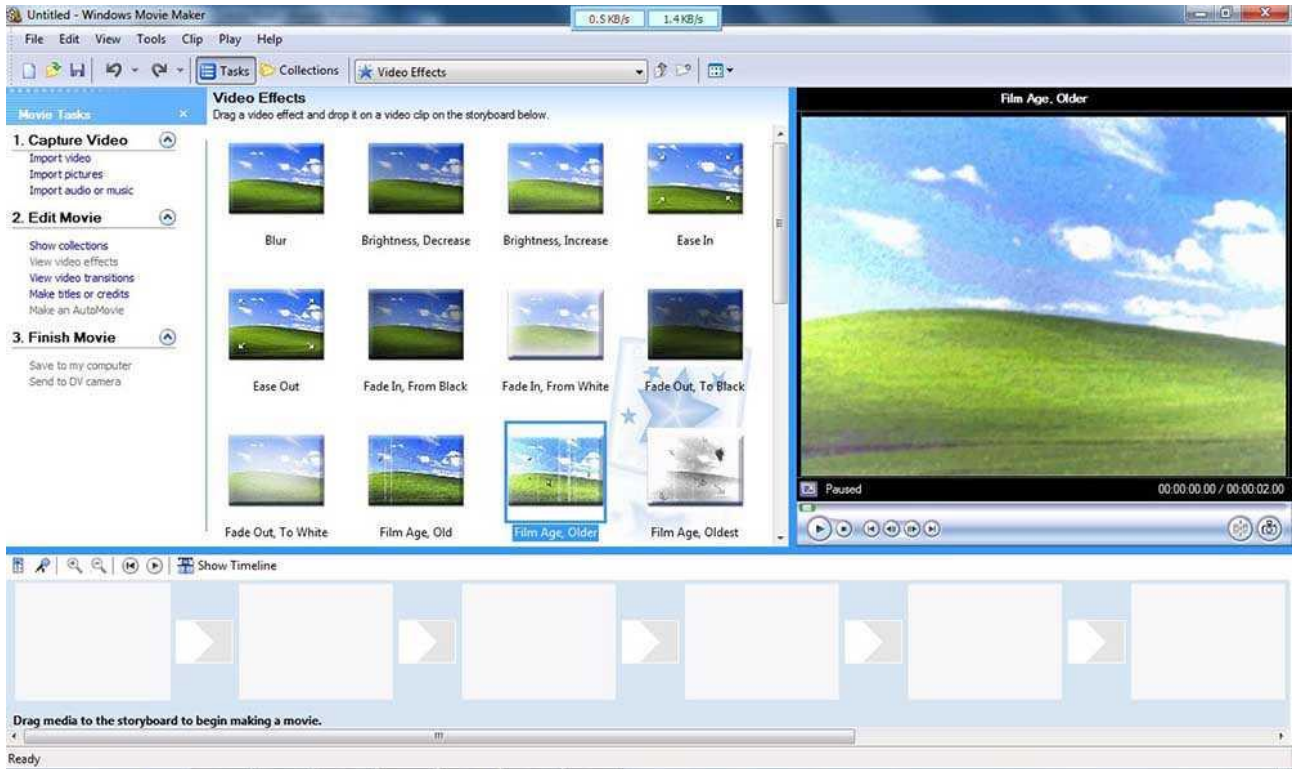 Untitled - Windows Movie Maker
0.5 KB/s 1.4 KB/s
File Edit View Tools Clip Play Help
Tasks Collections Video Effects
Movie Tasks
1. Capture Video
Import video
Import pictures
Import audio or music
2. Edit Movie
Show collections
View video effects
View video transitions
Make titles or credits
Make an AutoMovie
3. Finish Movie
Save to my computer
Send to DV camera
Video Effects
Drag a video effect and drop it on a video clip on the storyboard below.
Blur Brightness, Decrease Brightness, Increase Ease In
Ease Out Fade In, From Black Fade In, From White Fade Out, To Black
Fade Out, To White Film Age, Old Film Age, Older Film Age, Oldest
Film Age, Older
Paused 00:00:00.00 / 00:00:02.00
Show Timeline
Drag media to the storyboard to begin making a movie.
Ready